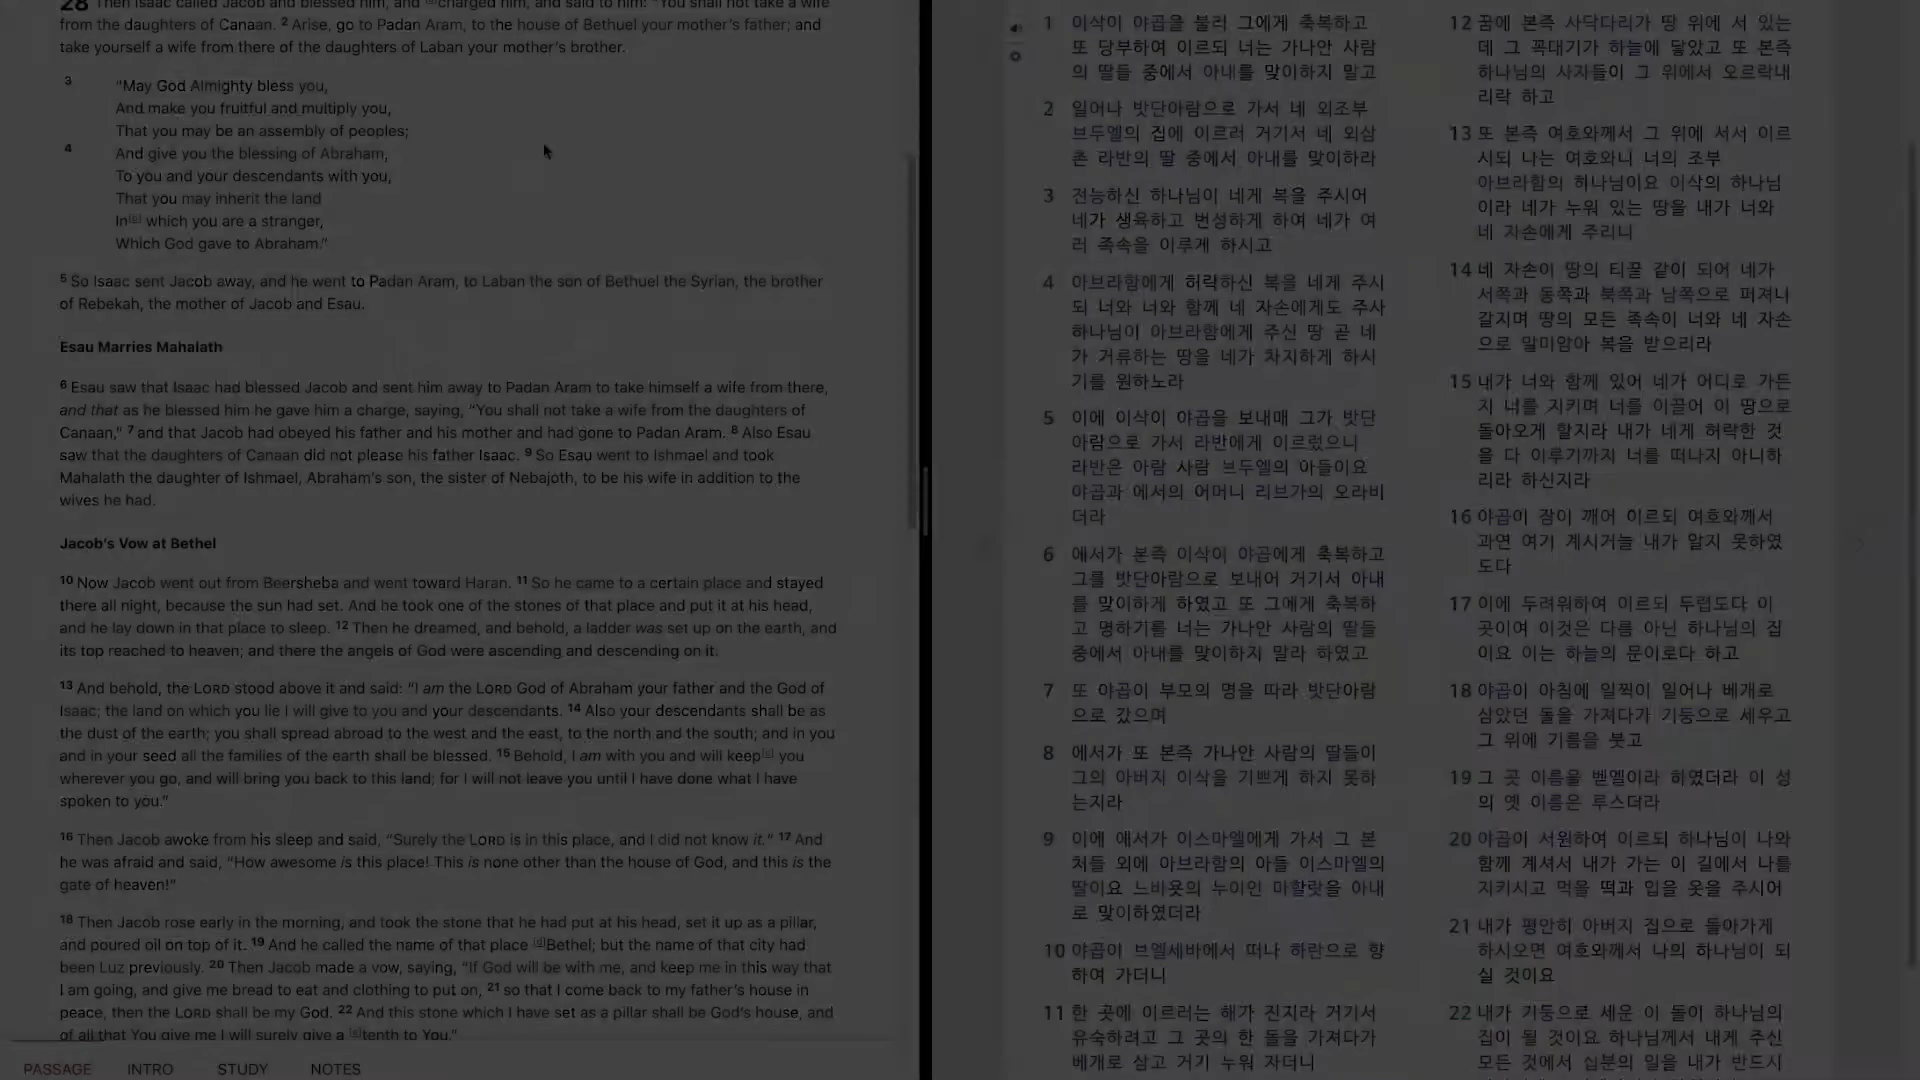 28 Then Isaac called Jacob and blessed him, and [a]charged him, and said to him: "You shall not take a wife
from the daughters of Canaan. 2 Arise, go to Padan Aram, to the house of Bethuel your mother's father; and
take yourself a wife from there of the daughters of Laban your mother's brother.
3 "May God Almighty bless you,
And make you fruitful and multiply you,
That you may be an assembly of peoples;
4 And give you the blessing of Abraham,
To you and your descendants with you,
That you may inherit the land
In[b] which you are a stranger,
Which God gave to Abraham."
5 So Isaac sent Jacob away, and he went to Padan Aram, to Laban the son of Bethuel the Syrian, the brother
of Rebekah, the mother of Jacob and Esau.
Esau Marries Mahalath
6 Esau saw that Isaac had blessed Jacob and sent him away to Padan Aram to take himself a wife from there,
and that as he blessed him he gave him a charge, saying, "You shall not take a wife from the daughters of
Canaan," 7 and that Jacob had obeyed his father and his mother and had gone to Padan Aram. 8 Also Esau
saw that the daughters of Canaan did not please his father Isaac. 9 So Esau went to Ishmael and took
Mahalath the daughter of Ishmael, Abraham's son, the sister of Nebajoth, to be his wife in addition to the
wives he had.
Jacob's Vow at Bethel
10 Now Jacob went out from Beersheba and went toward Haran. 11 So he came to a certain place and stayed
there all night, because the sun had set. And he took one of the stones of that place and put it at his head,
and he lay down in that place to sleep. 12 Then he dreamed, and behold, a ladder was set up on the earth, and
its top reached to heaven; and there the angels of God were ascending and descending on it.
13 And behold, the LORD stood above it and said: "I am the LORD God of Abraham your father and the God of
Isaac; the land on which you lie I will give to you and your descendants. 14 Also your descendants shall be as
the dust of the earth; you shall spread abroad to the west and the east, to the north and the south; and in you
and in your seed all the families of the earth shall be blessed. 15 Behold, I am with you and will keep[c] you
wherever you go, and will bring you back to this land; for I will not leave you until I have done what I have
spoken to you."
16 Then Jacob awoke from his sleep and said, "Surely the LORD is in this place, and I did not know it." 17 And
he was afraid and said, "How awesome is this place! This is none other than the house of God, and this is the
gate of heaven!"
18 Then Jacob rose early in the morning, and took the stone that he had put at his head, set it up as a pillar,
and poured oil on top of it. 19 And he called the name of that place [d]Bethel; but the name of that city had
been Luz previously. 20 Then Jacob made a vow, saying, "If God will be with me, and keep me in this way that
I am going, and give me bread to eat and clothing to put on, 21 so that I come back to my father's house in
peace, then the LORD shall be my God. 22 And this stone which I have set as a pillar shall be God's house, and
of all that You give me I will surely give a [e]tenth to You."
PASSAGE INTRO STUDY NOTES
1 이삭이 야곱을 불러 그에게 축복하고
또 당부하여 이르되 너는 가나안 사람
의 딸들 중에서 아내를 맞이하지 말고
2 일어나 밧단아람으로 가서 네 외조부
브두엘의 집에 이르러 거기서 네 외삼
촌 라반의 딸 중에서 아내를 맞이하라
3 전능하신 하나님이 네게 복을 주시어
네가 생육하고 번성하게 하여 네가 여
러 족속을 이루게 하시고
4 아브라함에게 허락하신 복을 네게 주시
되 너와 너와 함께 네 자손에게도 주사
하나님이 아브라함에게 주신 땅 곧 네
가 거류하는 땅을 네가 차지하게 하시
기를 원하노라
5 이에 이삭이 야곱을 보내매 그가 밧단
아람으로 가서 라반에게 이르렀으니
라반은 아람 사람 브두엘의 아들이요
야곱과 에서의 어머니 리브가의 오라비
더라
6 에서가 본즉 이삭이 야곱에게 축복하고
그를 밧단아람으로 보내어 거기서 아내
를 맞이하게 하였고 또 그에게 축복하
고 명하기를 너는 가나안 사람의 딸들
중에서 아내를 맞이하지 말라 하였고
7 또 야곱이 부모의 명을 따라 밧단아람
으로 갔으며
8 에서가 또 본즉 가나안 사람의 딸들이
그의 아버지 이삭을 기쁘게 하지 못하
는지라
9 이에 에서가 이스마엘에게 가서 그 본
처들 외에 아브라함의 아들 이스마엘의
딸이요 느바욧의 누이인 마할랏을 아내
로 맞이하였더라
10 야곱이 브엘세바에서 떠나 하란으로 향
하여 가더니
11 한 곳에 이르러는 해가 진지라 거기서
유숙하려고 그 곳의 한 돌을 가져다가
베개로 삼고 거기 누워 자더니
12 꿈에 본즉 사닥다리가 땅 위에 서 있는
데 그 꼭대기가 하늘에 닿았고 또 본즉
하나님의 사자들이 그 위에서 오르락내
리락 하고
13 또 본즉 여호와께서 그 위에 서서 이르
시되 나는 여호와니 너의 조부
아브라함의 하나님이요 이삭의 하나님
이라 네가 누워 있는 땅을 내가 너와
네 자손에게 주리니
14 네 자손이 땅의 티끌 같이 되어 네가
서쪽과 동쪽과 북쪽과 남쪽으로 퍼져나
갈지며 땅의 모든 족속이 너와 네 자손
으로 말미암아 복을 받으리라
15 내가 너와 함께 있어 네가 어디로 가든
지 너를 지키며 너를 이끌어 이 땅으로
돌아오게 할지라 내가 네게 허락한 것
을 다 이루기까지 너를 떠나지 아니하
리라 하신지라
16 야곱이 잠이 깨어 이르되 여호와께서
과연 여기 계시거늘 내가 알지 못하였
도다
17 이에 두려워하여 이르되 두렵도다 이
곳이여 이것은 다름 아닌 하나님의 집
이요 이는 하늘의 문이로다 하고
18 야곱이 아침에 일찍이 일어나 베개로
삼았던 돌을 가져다가 기둥으로 세우고
그 위에 기름을 붓고
19 그 곳 이름을 벧엘이라 하였더라 이 성
의 옛 이름은 루스더라
20 야곱이 서원하여 이르되 하나님이 나와
함께 계셔서 내가 가는 이 길에서 나를
지키시고 먹을 떡과 입을 옷을 주시어
21 내가 평안히 아버지 집으로 돌아가게
하시오면 여호와께서 나의 하나님이 되
실 것이요
22 내가 기둥으로 세운 이 돌이 하나님의
집이 될 것이요 하나님께서 내게 주신
모든 것에서 십분의 일을 내가 반드시